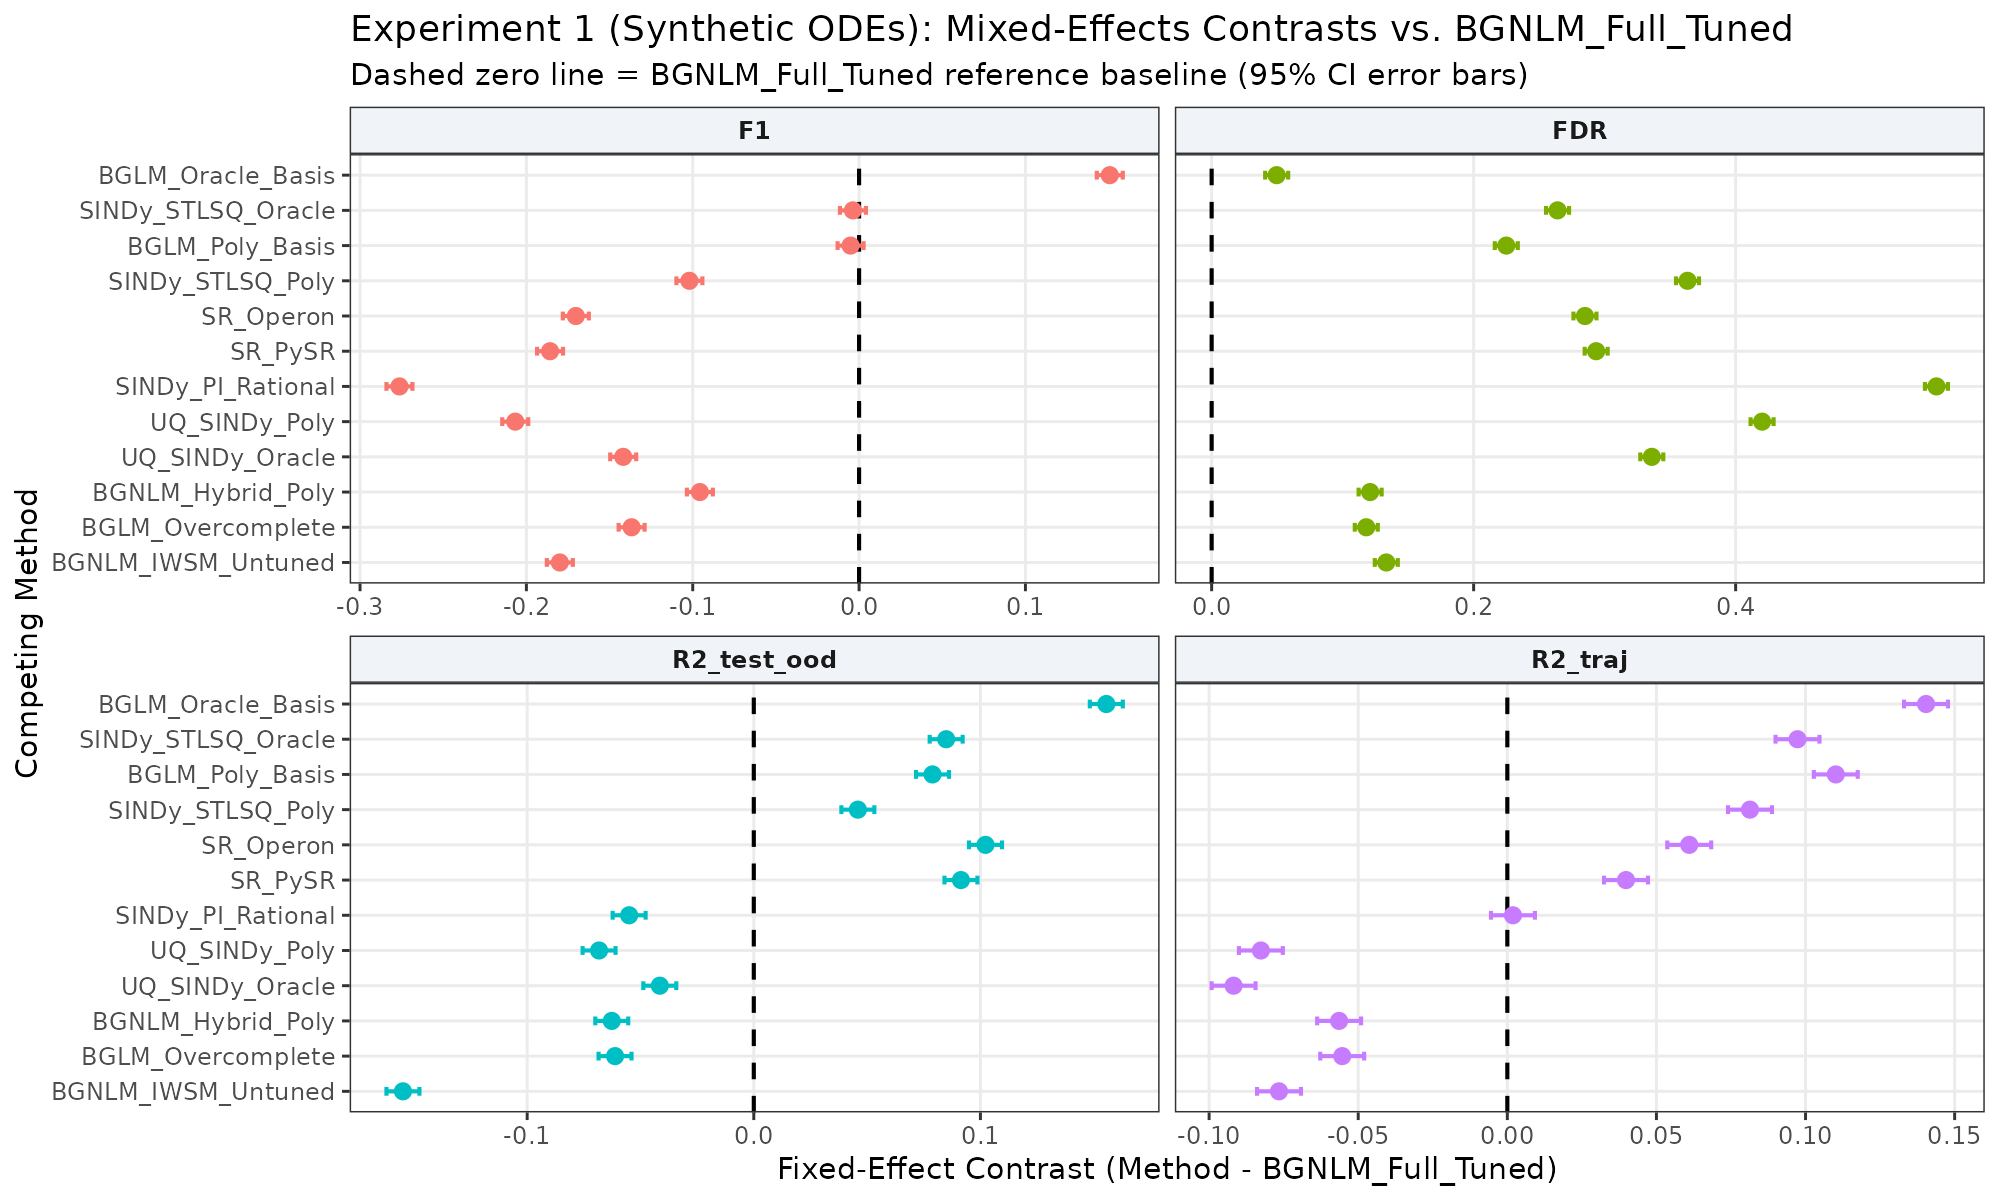 Experiment 1 (Synthetic ODEs): Mixed-Effects Contrasts vs. BGNLM_Full_Tuned
Dashed zero line = BGNLM_Full_Tuned reference baseline (95% CI error bars)
F1
FDR
BGLM_Oracle_Basis
SINDy_STLSQ_Oracle
BGLM_Poly_Basis
SINDy_STLSQ_Poly
SR_Operon
SR_PySR
SINDy_PI_Rational
UQ_SINDy_Poly
UQ_SINDy_Oracle
BGNLM_Hybrid_Poly
BGLM_Overcomplete
BGNLM_IWSM_Untuned
-0.3 -0.2 -0.1 0.0 0.1
0.0 0.2 0.4
R2_test_ood
R2_traj
BGLM_Oracle_Basis
SINDy_STLSQ_Oracle
BGLM_Poly_Basis
SINDy_STLSQ_Poly
SR_Operon
SR_PySR
SINDy_PI_Rational
UQ_SINDy_Poly
UQ_SINDy_Oracle
BGNLM_Hybrid_Poly
BGLM_Overcomplete
BGNLM_IWSM_Untuned
-0.1 0.0 0.1
-0.10 -0.05 0.00 0.05 0.10 0.15
Competing Method
Fixed-Effect Contrast (Method - BGNLM_Full_Tuned)